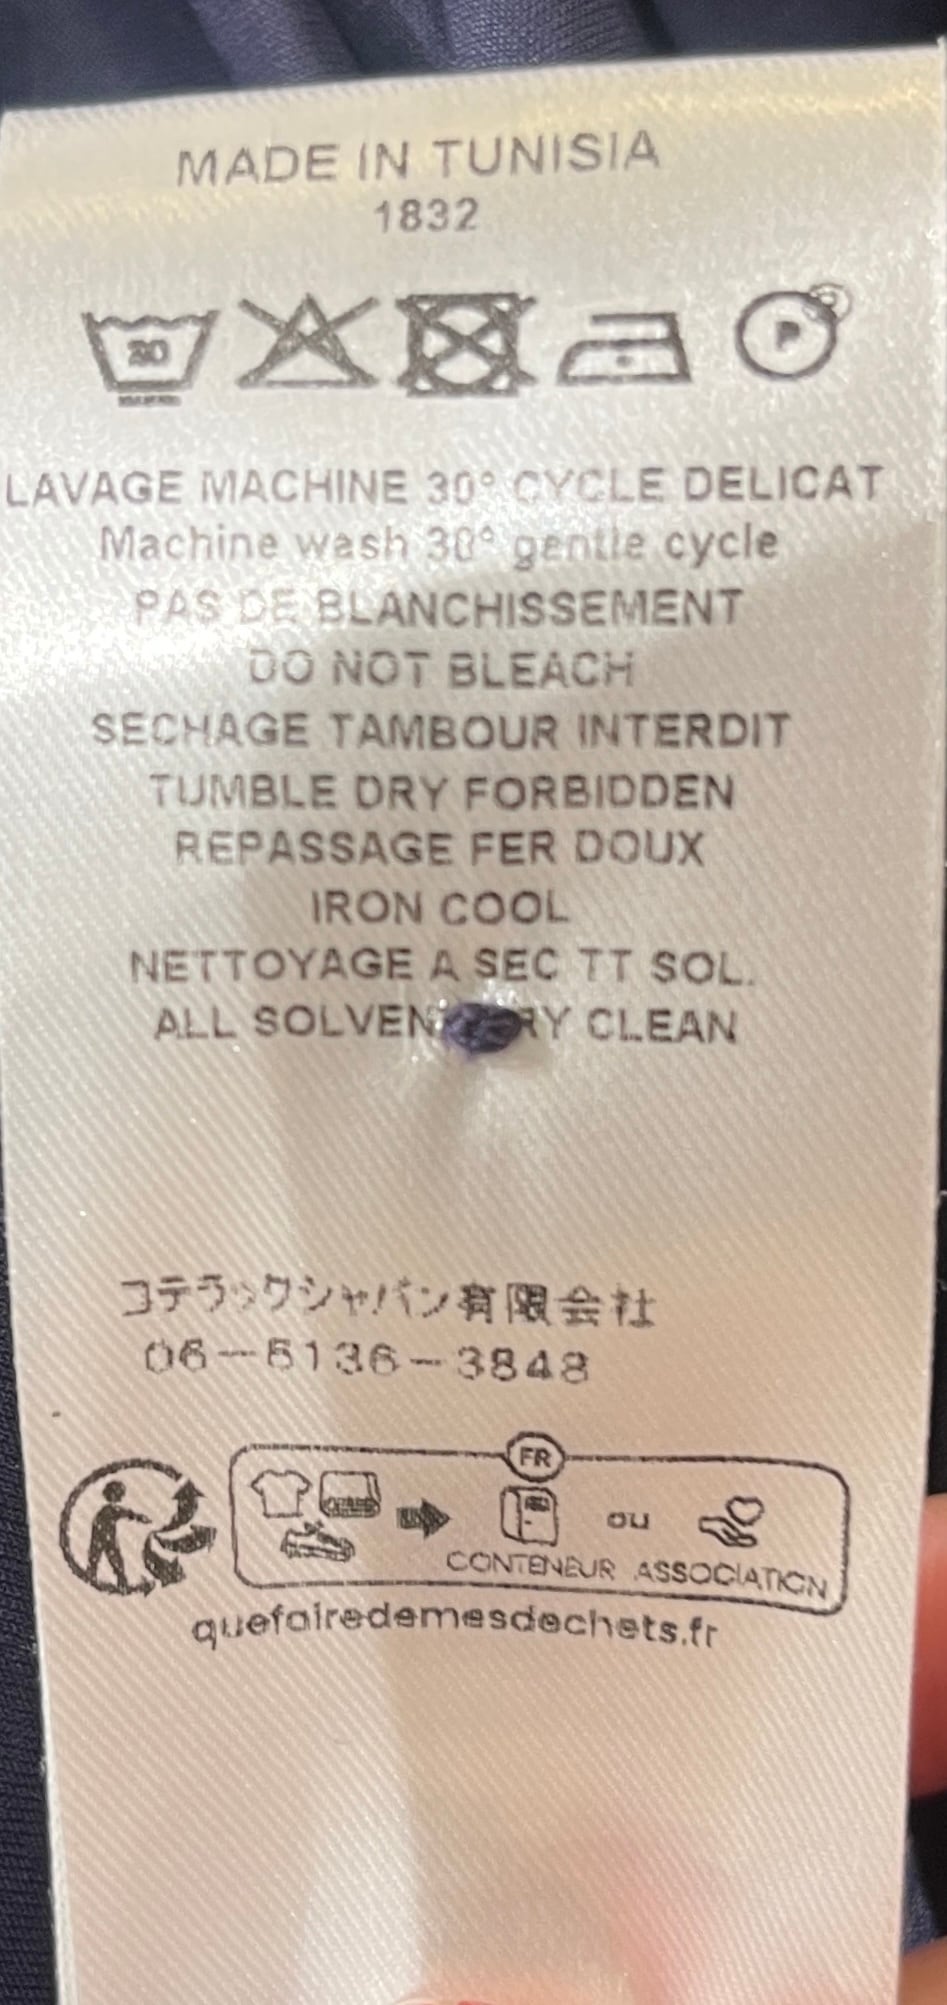 MADE IN TUNISIA
1832
30
P
LAVAGE MACHINE 30° CYCLE DELICAT
Machine wash 30° gentle cycle
PAS DE BLANCHISSEMENT
DO NOT BLEACH
SECHAGE TAMBOUR INTERDIT
TUMBLE DRY FORBIDDEN
REPASSAGE FER DOUX
IRON COOL
NETTOYAGE A SEC TT SOL.
ALL CLEAN
コテラックジャパン有限会社
06-6136-3848
FR
ou
CONTENEUR ASSOCIATION
quefairedemesdechets.fr